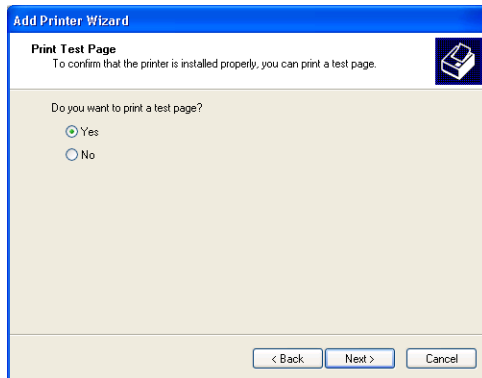 Add Printer Wizard
Print Test Page
To confirm that the printer is installed properly, you can print a test page.
Do you want to print a test page?
Yes
No
< Back Next > Cancel